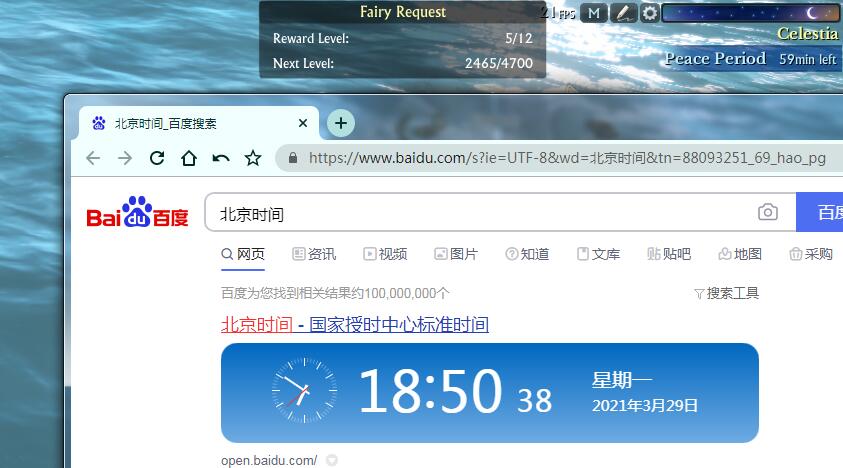 Fairy Request
21 FPS M
Reward Level: 5/12
Next Level: 2465/4700
Celestia
Peace Period 59min left
北京时间_百度搜索
https://www.baidu.com/s?ie=UTF-8&wd=北京时间&tn=88093251_69_hao_pg
Bai du 百度 北京时间 百度
网页 资讯 视频 图片 知道 文库 贴吧 地图 采购
百度为您找到相关结果约100,000,000个 搜索工具
北京时间 - 国家授时中心标准时间
18:50 38
星期一
2021年3月29日
open.baidu.com/